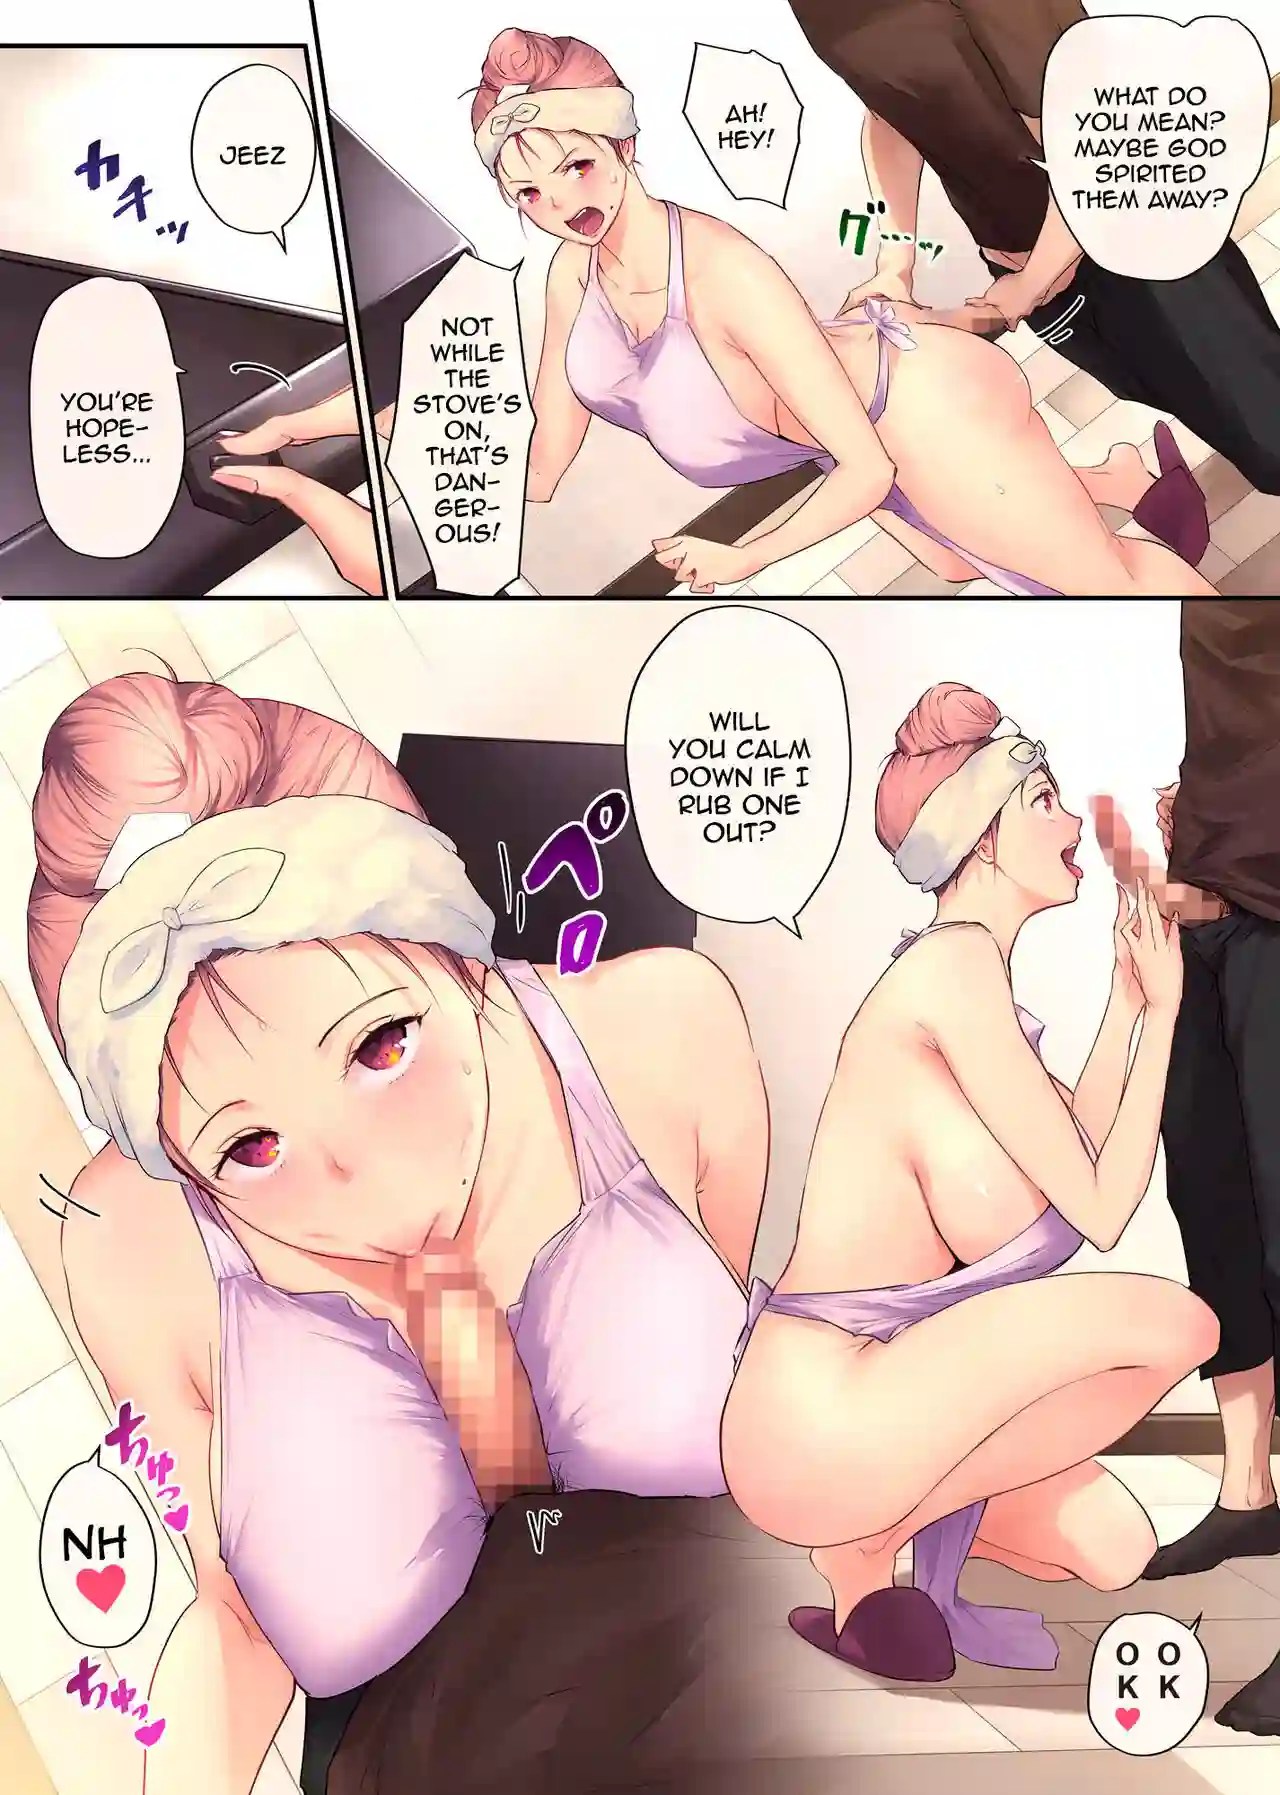 WHAT DO
YOU MEAN?
MAYBE GOD
SPIRITED
THEM AWAY?
AH!
HEY!
グ…ッ
NOT
WHILE
THE
STOVE'S
ON,
THAT'S
DAN-
GER-
OUS!
JEEZ
カチッ
YOU'RE
HOPE-
LESS...
WILL
YOU CALM
DOWN IF I
RUB ONE
OUT?
OK
OK♥
ペロ
ちゅっ♥
NH
♥
ちゅっ♥